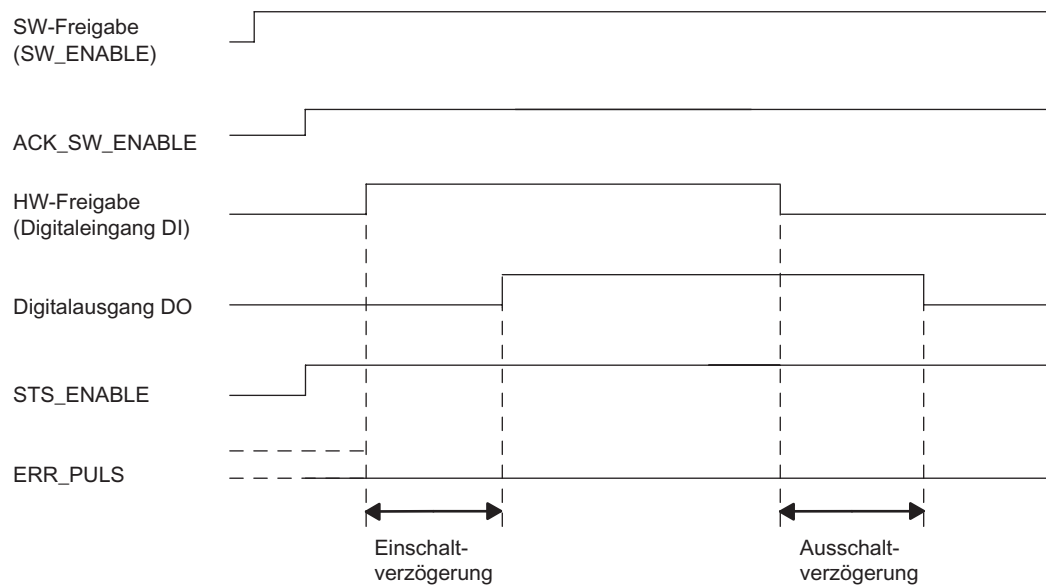 SW-Freigabe
(SW_ENABLE)
ACK_SW_ENABLE
HW-Freigabe
(Digitaleingang DI)
Digitalausgang DO
STS_ENABLE
ERR_PULS
Einschalt-
verzögerung
Ausschalt-
verzögerung